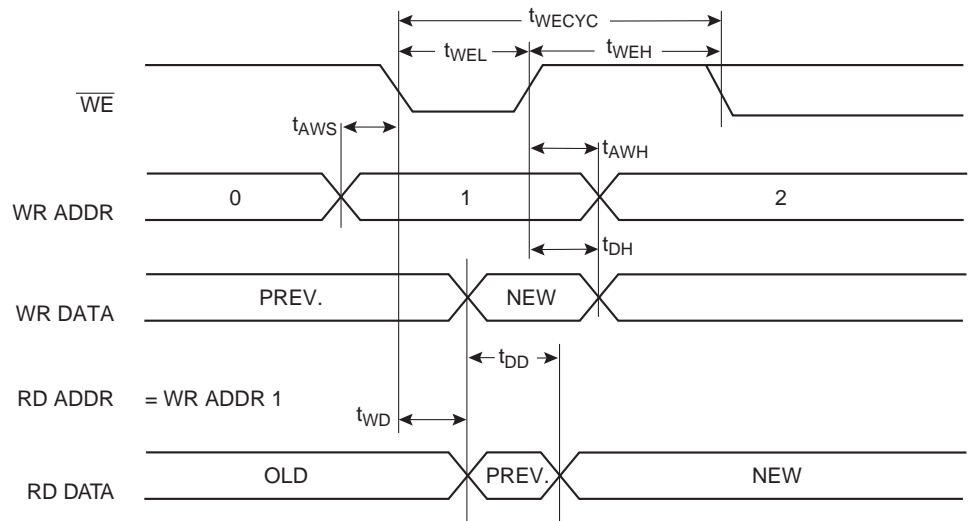 tWECYC
tWEL
tWEH
WE
tAWS
tAWH
WR ADDR
0
1
2
tDH
WR DATA
PREV.
NEW
tDD
RD ADDR = WR ADDR 1
tWD
RD DATA
OLD
PREV.
NEW